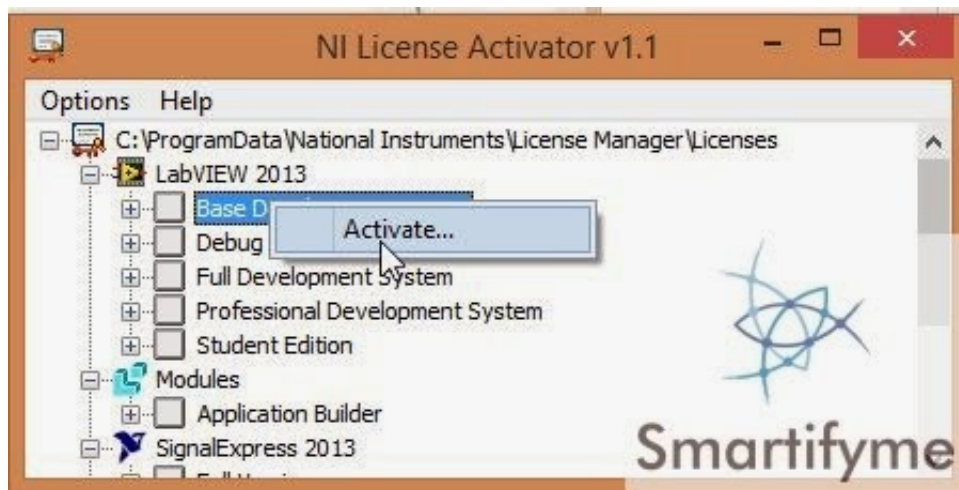 NI License Activator v1.1
Options Help
C:\ProgramData\National Instruments\License Manager\Licenses
LabVIEW 2013
Base D
Activate...
Debug
Full Development System
Professional Development System
Student Edition
Modules
Application Builder
SignalExpress 2013
Smartifyme